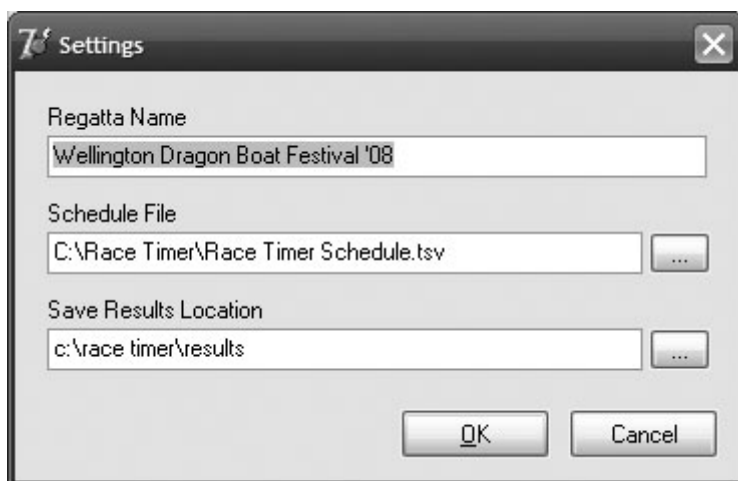 Settings
Regatta Name
Wellington Dragon Boat Festival '08
Schedule File
C:\Race Timer\Race Timer Schedule.tsv
...
Save Results Location
c:\race timer\results
...
OK Cancel